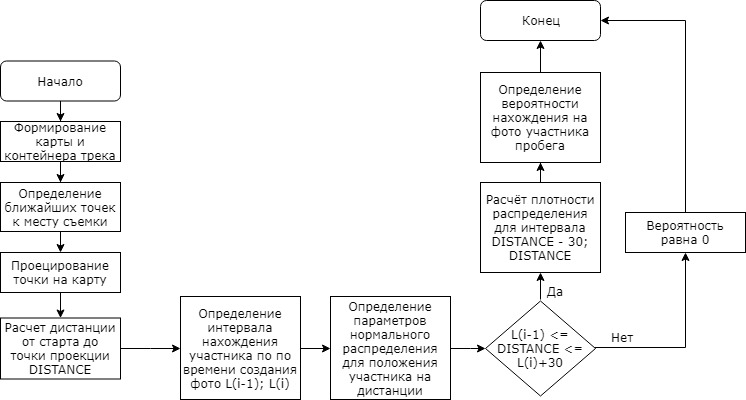 Начало
Формирование
карты и
контейнера трека
Определение
ближайших точек
к месту съемки
Проецирование
точки на карту
Расчет дистанции
от старта до
точки проекции
DISTANCE
Определение
интервала
нахождения
участника по по
времени создания
фото L(i-1); L(i)
Определение
параметров
нормального
распределения
для положения
участника на
дистанции
L(i-1) <=
DISTANCE <=
L(i)+30
Да
Нет
Расчёт плотности
распределения
для интервала
DISTANCE - 30;
DISTANCE
Определение
вероятности
нахождения на
фото участника
пробега
Вероятность
равна 0
Конец